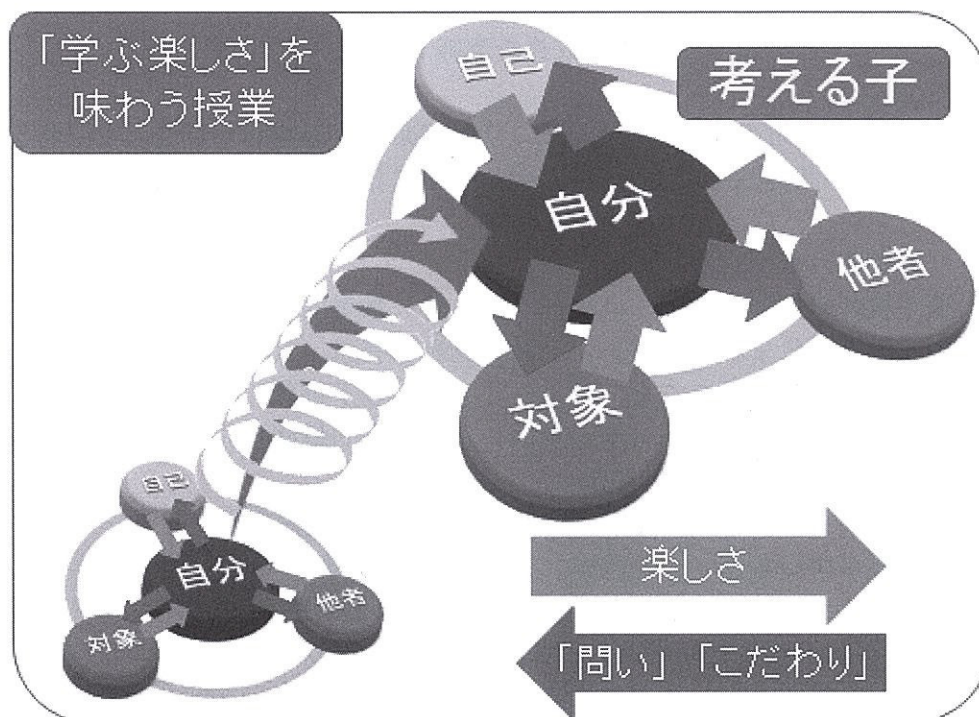 「学ぶ楽しさ」を
味わう授業
考える子
自己
自分
他者
対象
自己
自分
他者
対象
楽しさ
「問い」「こだわり」